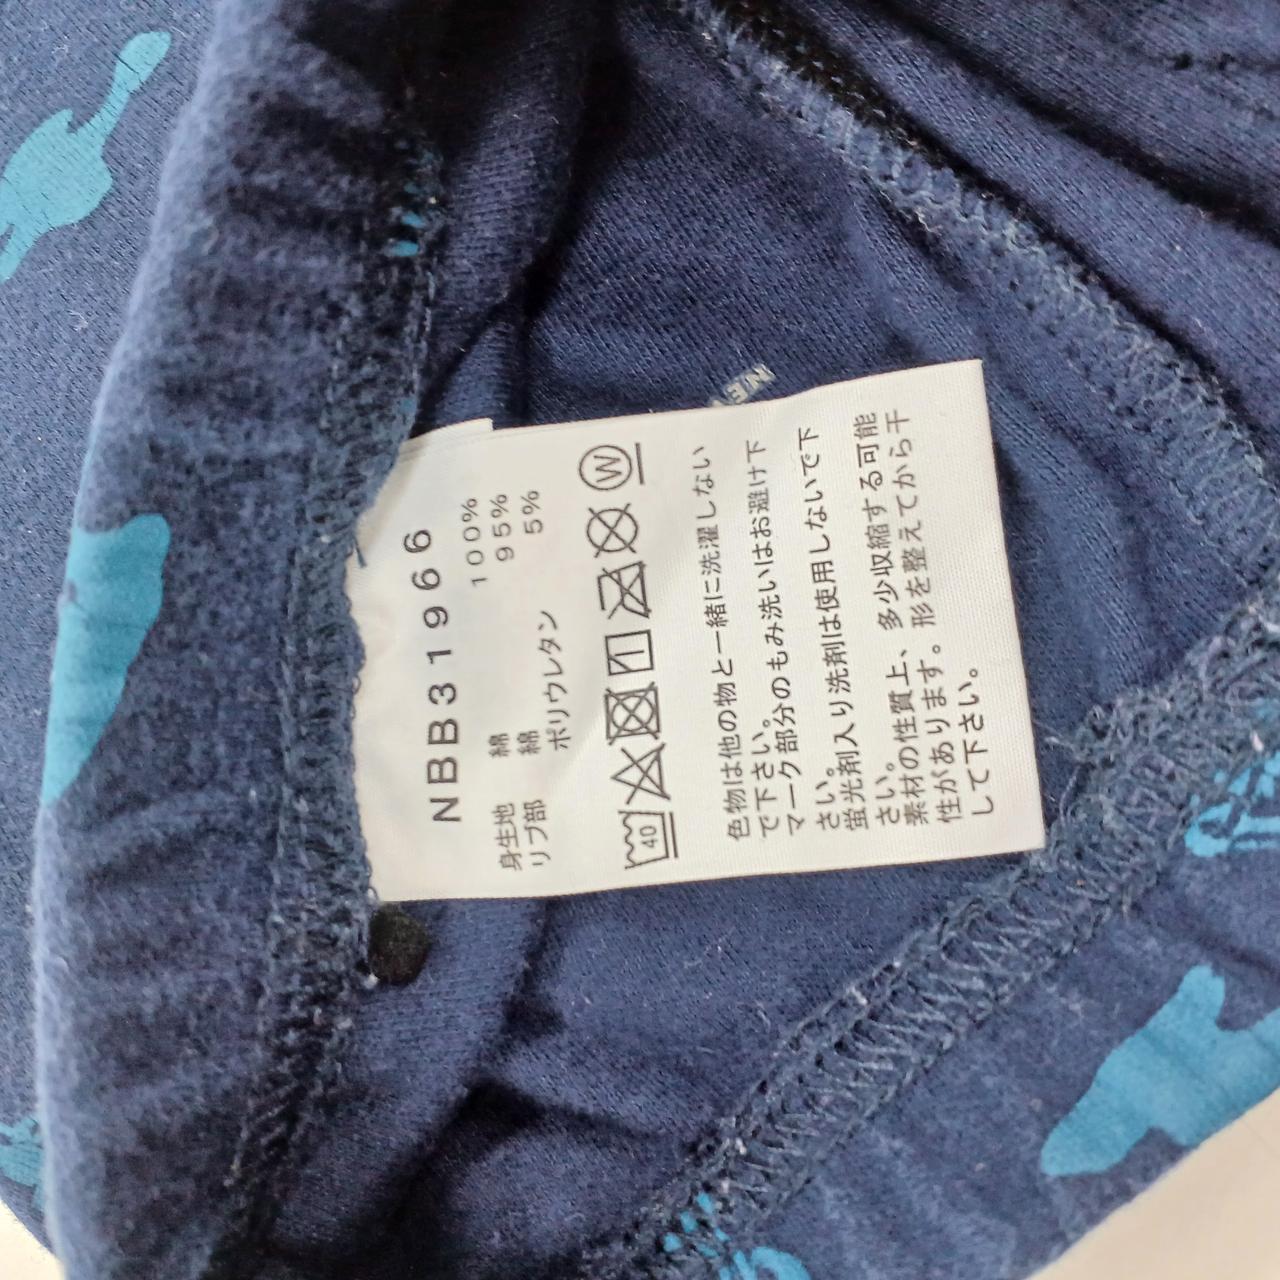 NBB31966
身生地 綿 100%
リブ部 綿 95%
ポリウレタン 5%
40 W
色物は他の物と一緒に洗濯しない
で下さい。
マーク部分のもみ洗いはお避け下
さい。
蛍光剤入り洗剤は使用しないで下
さい。
素材の性質上、多少収縮する可能
性があります。形を整えてから干
して下さい。